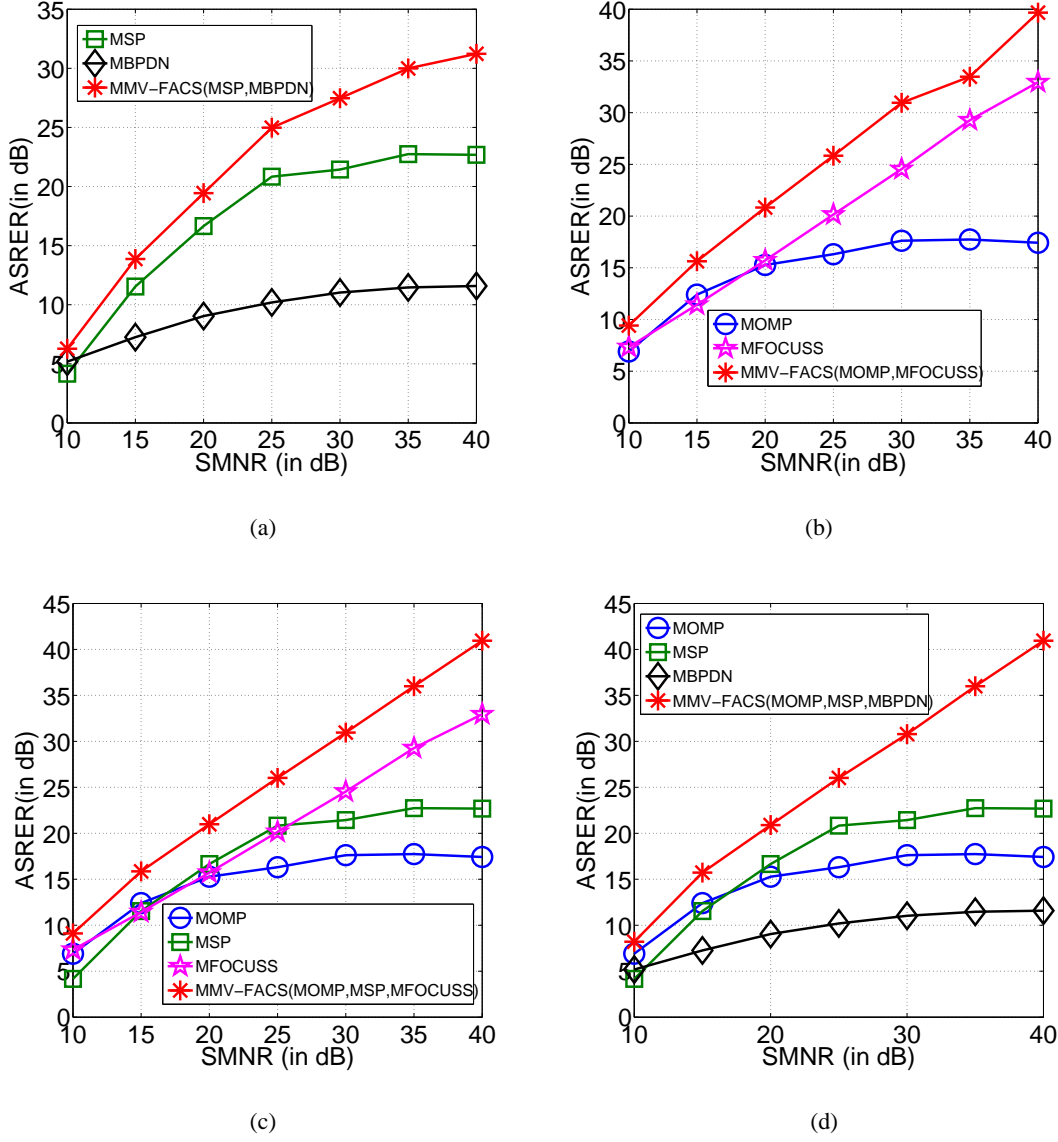 35
30
25
20
15
10
5
0
ASRER(in dB)
MSP
MBPDN
MMV−FACS(MSP,MBPDN)
10 15 20 25 30 35 40
SMNR (in dB)
(a)
40
35
30
25
20
15
10
5
0
ASRER(in dB)
MOMP
MFOCUSS
MMV−FACS(MOMP,MFOCUSS)
10 15 20 25 30 35 40
SMNR(in dB)
(b)
45
40
35
30
25
20
15
10
5
0
ASRER(in dB)
MOMP
MSP
MFOCUSS
MMV−FACS(MOMP,MSP,MFOCUSS)
10 15 20 25 30 35 40
SMNR (in dB)
(c)
45
40
35
30
25
20
15
10
5
0
ASRER(in dB)
MOMP
MSP
MBPDN
MMV−FACS(MOMP,MSP,MBPDN)
10 15 20 25 30 35 40
SMNR (in dB)
(d)